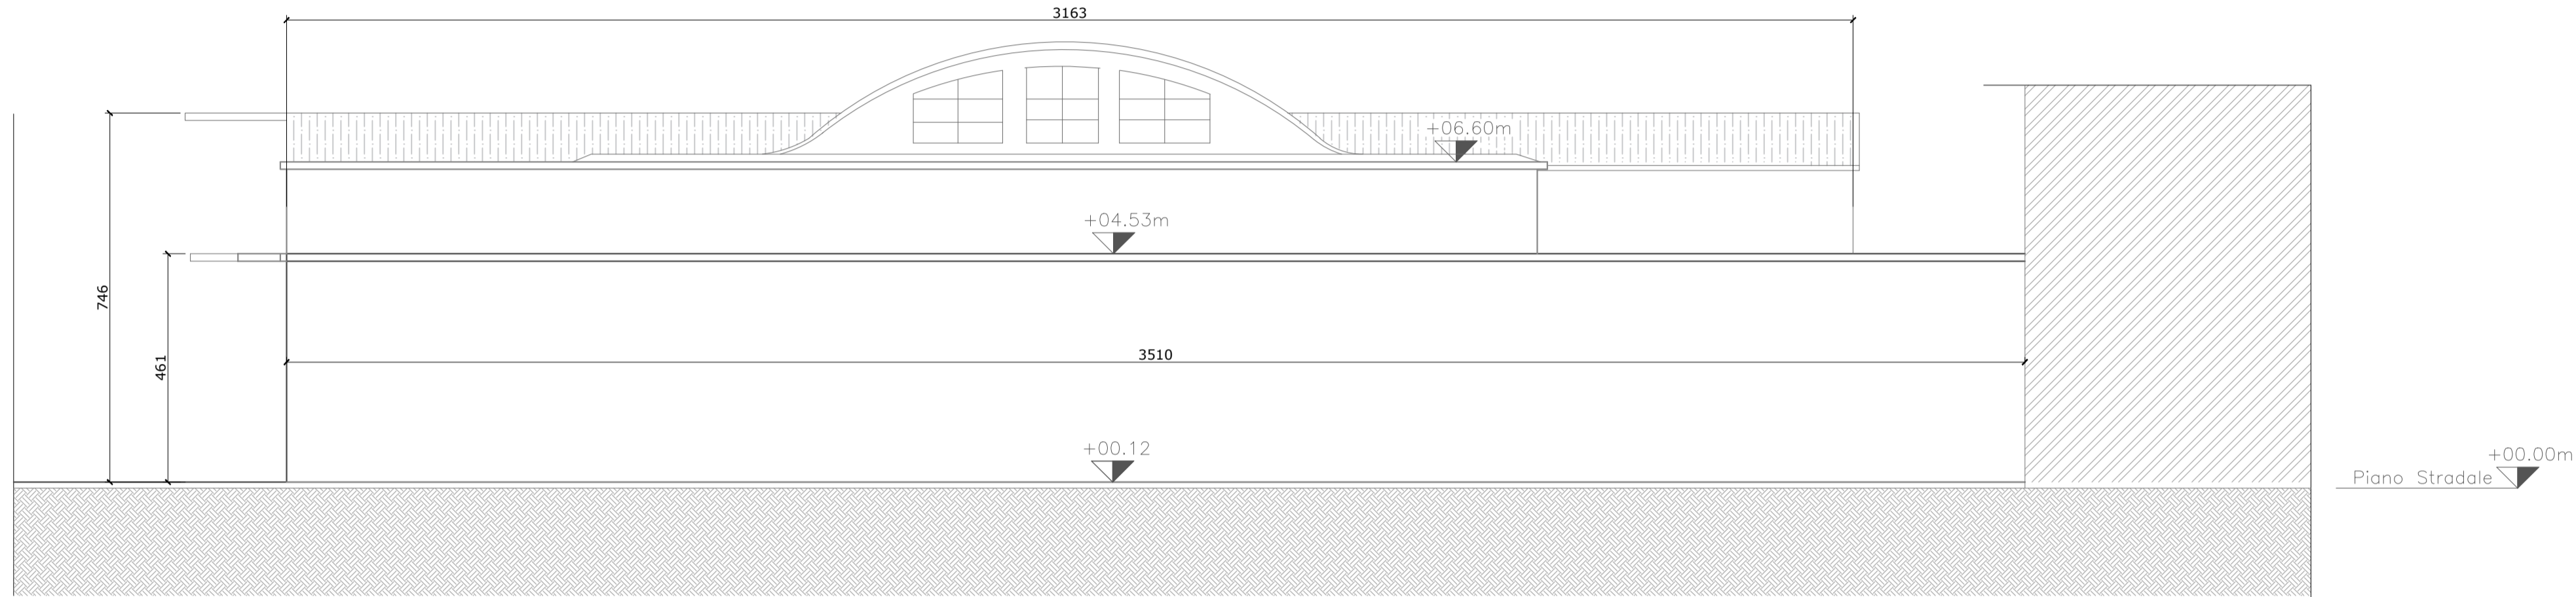 3163
+06.60m
+04.53m
746
461
3510
+00.12
+00.00m
Piano Stradale